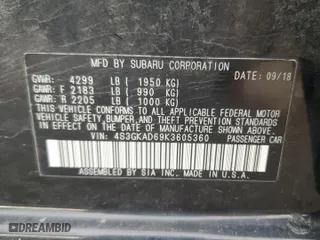 MFD BY SUBARU CORPORATION
GVWR: 4299 LB ( 1950 KG) DATE: 09/18
GAWR: F 2183 LB ( 990 KG)
GAWR: R 2205 LB ( 1000 KG)
THIS VEHICLE CONFORMS TO ALL APPLICABLE FEDERAL MOTOR
VEHICLE SAFETY, BUMPER, AND THEFT PREVENTION STANDARDS
IN EFFECT ON THE DATE OF MANUFACTURE SHOWN ABOVE.
VIN: 4S3GKAD69K3605360 PASSENGER CAR
ASSEMBLED BY SIA INC. MADE IN U.S.A.